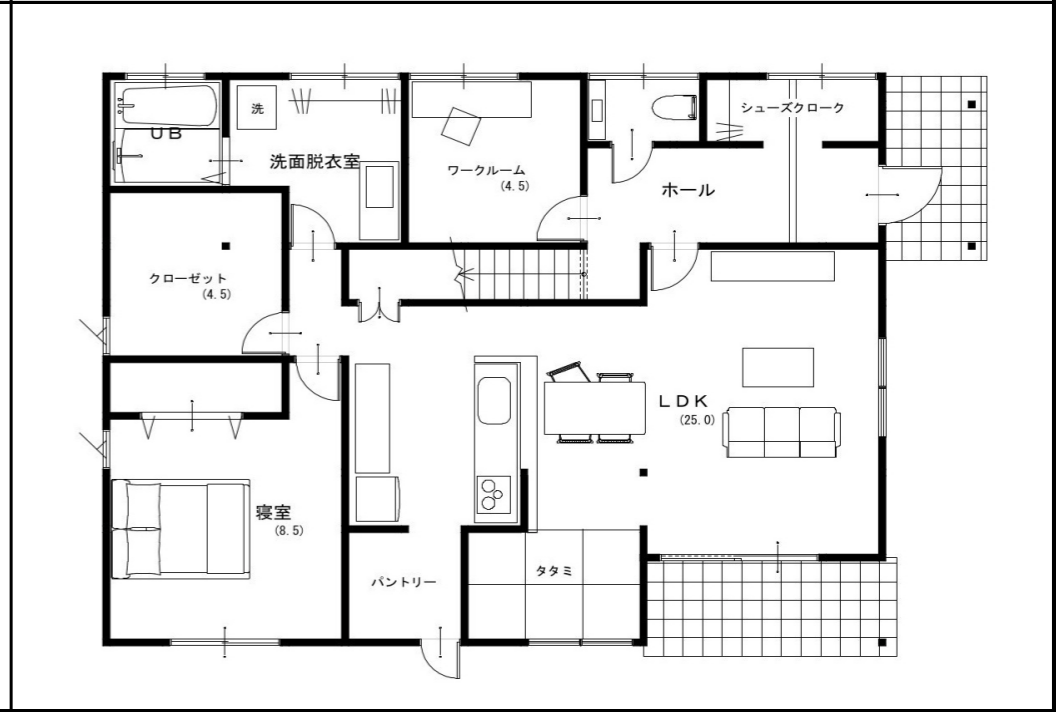 洗
シューズクローク
ＵＢ
洗面脱衣室
ワークルーム
(4.5)
ホール
クローゼット
(4.5)
ＬＤＫ
(25.0)
寝室
(8.5)
パントリー
タタミ